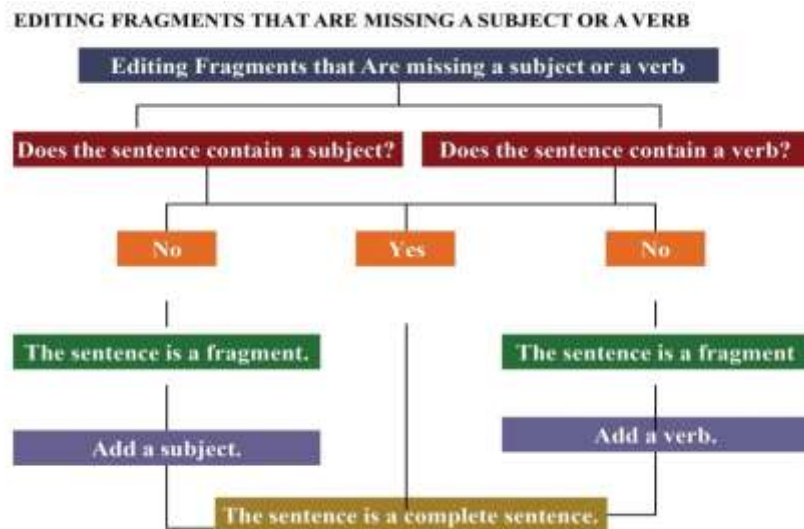 EDITING FRAGMENTS THAT ARE MISSING A SUBJECT OR A VERB
Editing Fragments that Are missing a subject or a verb
Does the sentence contain a subject?
Does the sentence contain a verb?
No
Yes
No
The sentence is a fragment.
The sentence is a fragment
Add a subject.
Add a verb.
The sentence is a complete sentence.